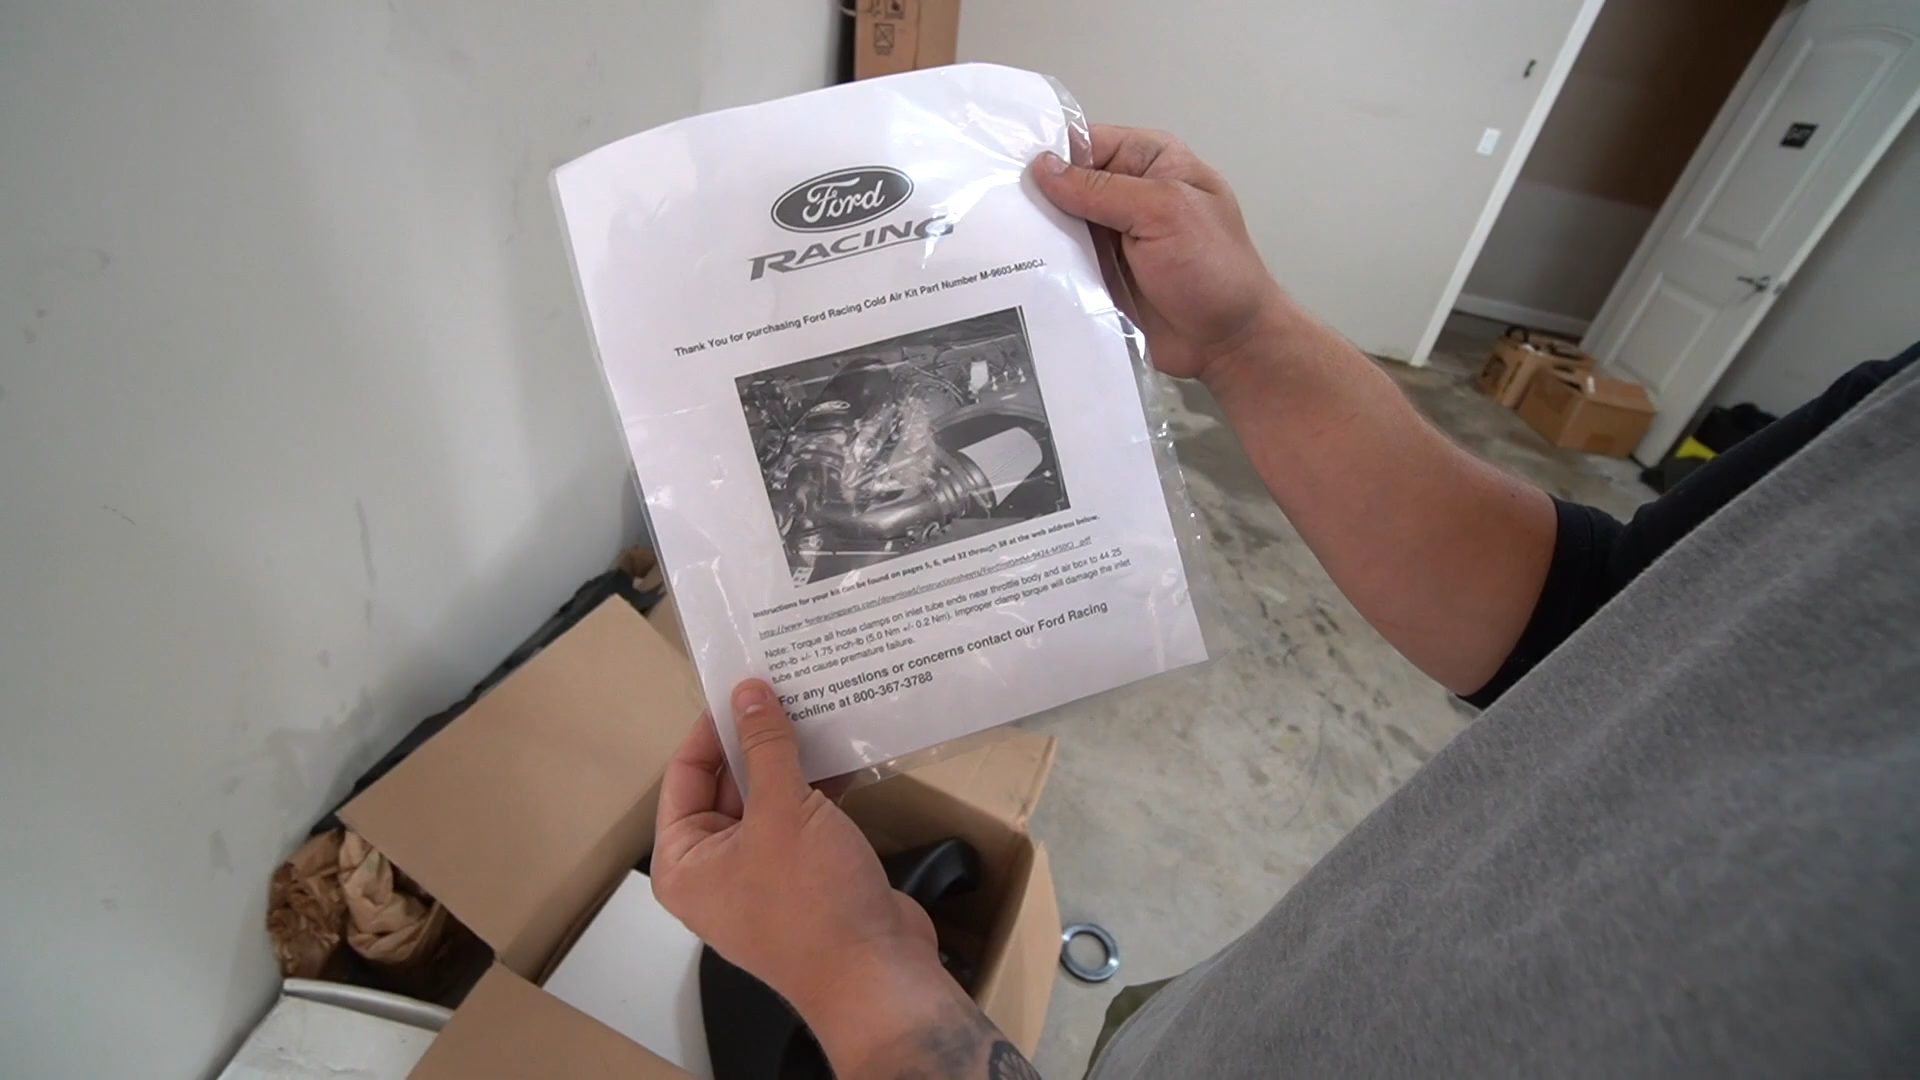 Ford
RACING
Thank You for purchasing Ford Racing Cold Air Kit Part Number M-9603-M50CJ.
Instructions for your kit can be found on pages 5, 6, and 32 through 38 at the web address below.
Note: Torque all hose clamps on inlet tube ends near throttle body and air box to 44.25
inch-lb +/- 1.75 inch-lb (5.0 Nm +/- 0.2 Nm). Improper clamp torque will damage the inlet
tube and cause premature failure.
For any questions or concerns contact our Ford Racing
Techline at 800-367-3788